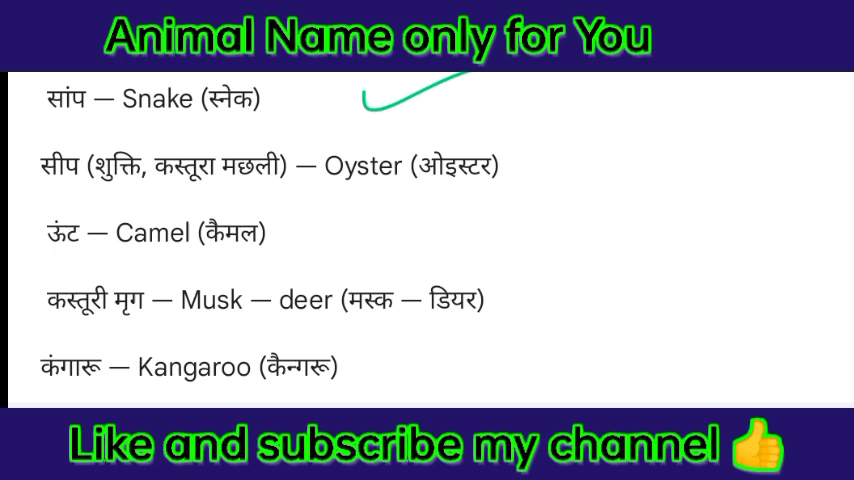 Animal Name only for You
सांप — Snake (स्नेक)
सीप (शुक्ति, कस्तूरा मछली) — Oyster (ओइस्टर)
ऊंट — Camel (कैमल)
कस्तूरी मृग — Musk — deer (मस्क — डियर)
कंगारू — Kangaroo (कैन्गरू)
Like and subscribe my channel 👍